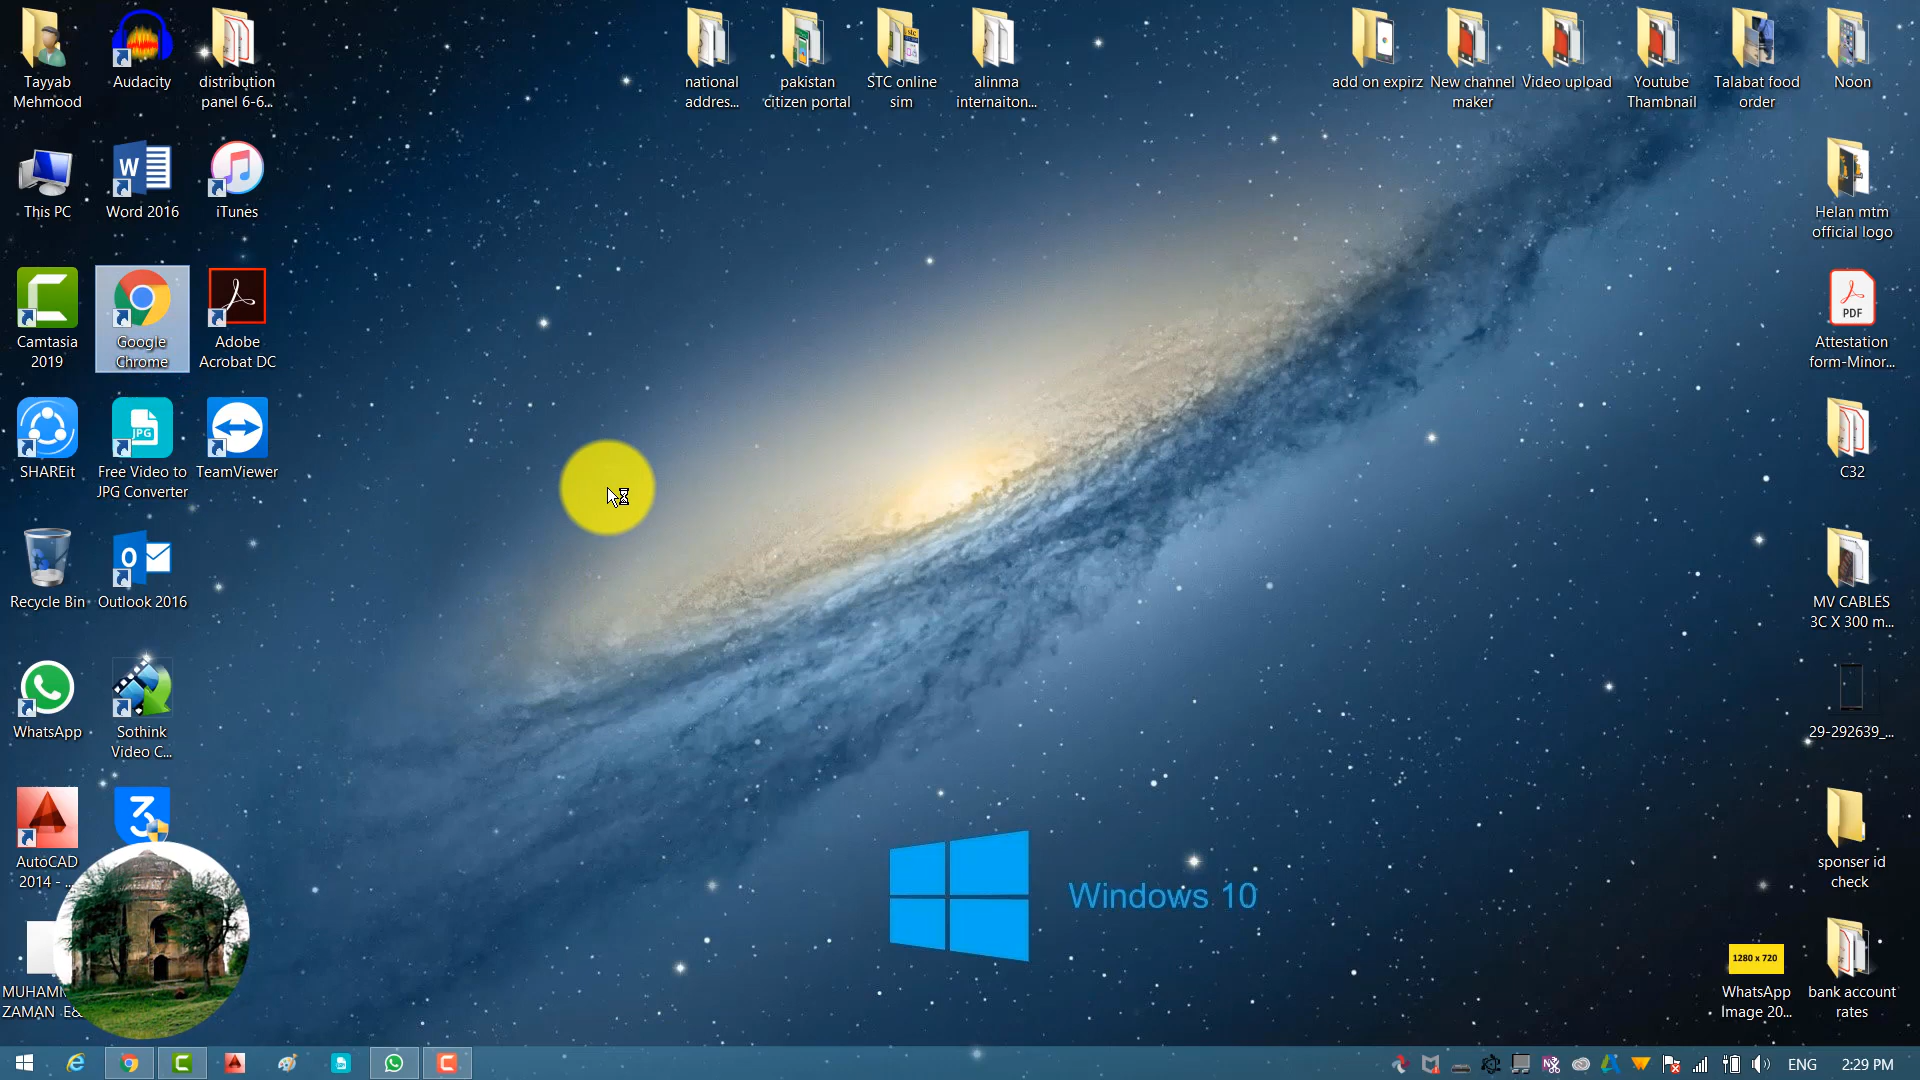 Tayyab
Mehmood
Audacity
distribution
panel 6-6...
national
addres...
pakistan
citizen portal
STC online
sim
alinma
internaiton...
add on expirz
New channel
maker
Video upload
Youtube
Thambnail
Talabat food
order
Noon
This PC
Word 2016
iTunes
Helan mtm
official logo
Camtasia
2019
Google
Chrome
Adobe
Acrobat DC
PDF
Attestation
form-Minor...
SHAREit
JPG
Free Video to
JPG Converter
TeamViewer
C32
Recycle Bin
Outlook 2016
MV CABLES
3C X 300 m...
WhatsApp
Sothink
Video C...
29-292639_...
AutoCAD
2014 - ...
3
sponser id
check
Windows 10
MUHAM
ZAMAN E&
1280 x 720
WhatsApp
Image 20...
bank account
rates
ENG
2:29 PM